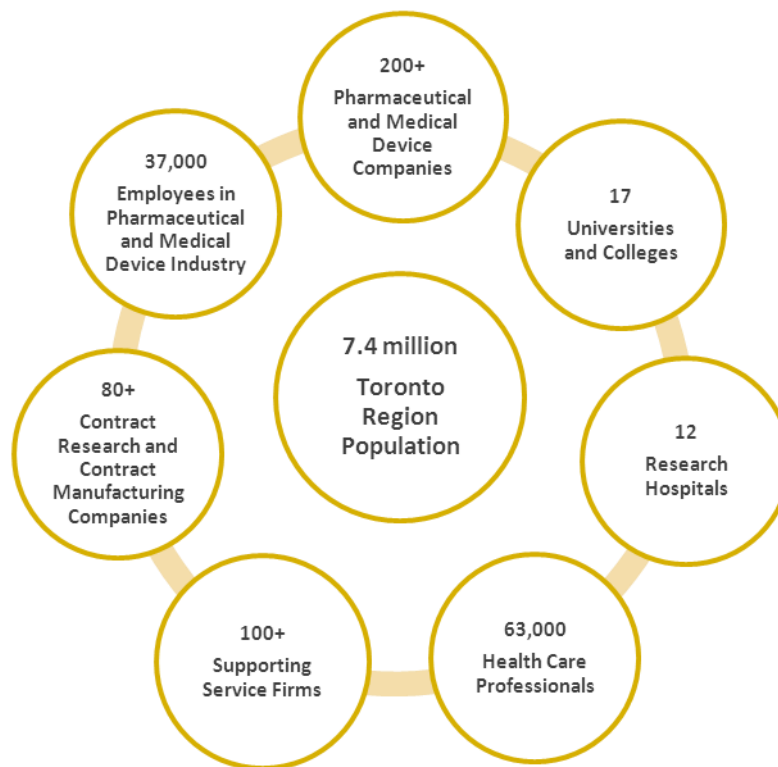 200+
Pharmaceutical
and Medical
Device
Companies
17
Universities
and Colleges
12
Research
Hospitals
63,000
Health Care
Professionals
100+
Supporting
Service Firms
80+
Contract
Research and
Contract
Manufacturing
Companies
37,000
Employees in
Pharmaceutical
and Medical
Device Industry
7.4 million
Toronto
Region
Population